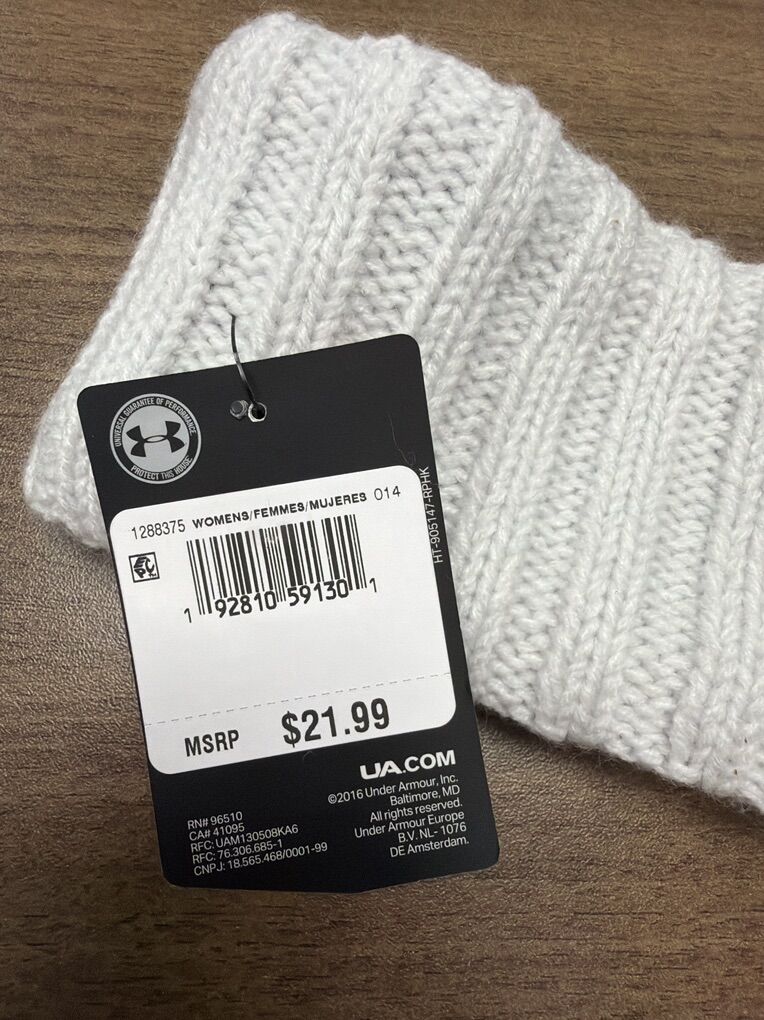 UNIVERSAL GUARANTEE OF PERFORMANCE
PROTECT THIS HOUSE
1288375 WOMENS/FEMMES/MUJERES 014
1 92810 59130 1
HT-905147-RPHK
MSRP $21.99
UA.COM
©2016 Under Armour, Inc.
Baltimore, MD
All rights reserved.
Under Armour Europe
B.V. NL- 1076
DE Amsterdam.
RN# 96510
CA# 41095
RFC: UAM130508KA6
RFC: 76.306.685-1
CNPJ: 18.565.468/0001-99